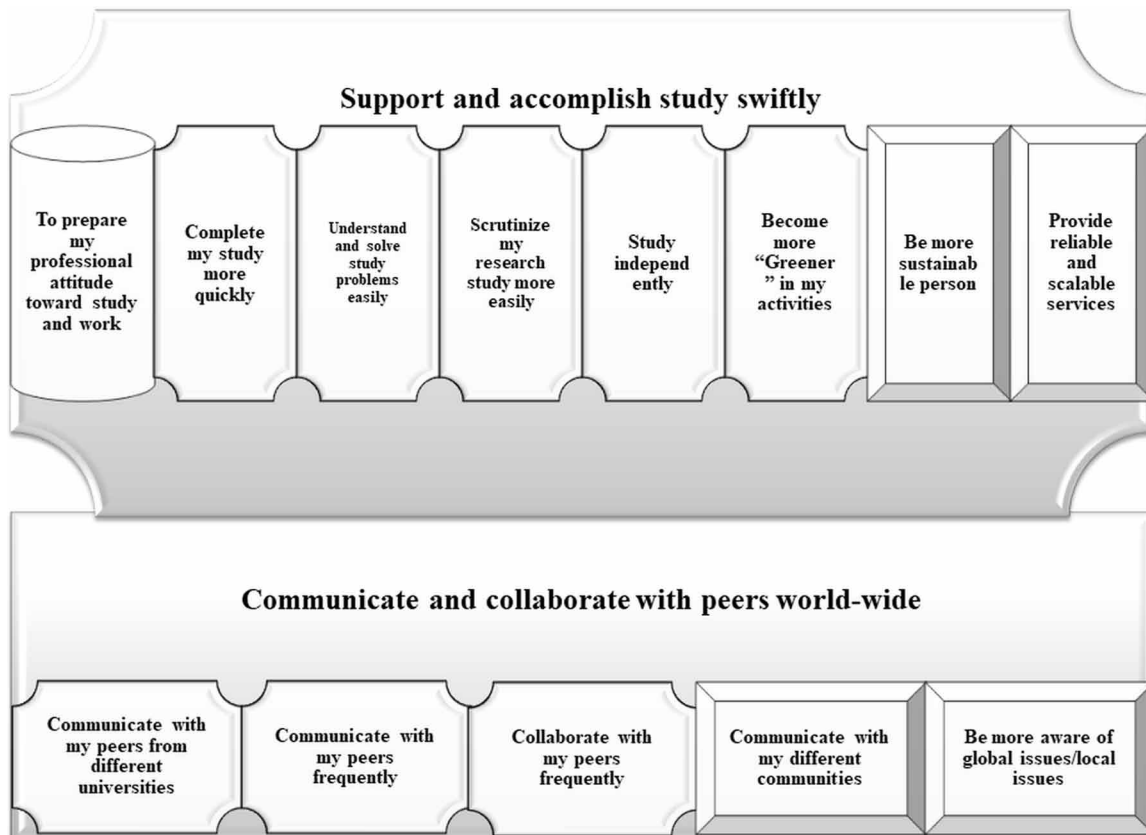 Support and accomplish study swiftly
To prepare
my
professional
attitude
toward study
and work
Complete
my study
more
quickly
Understand
and solve
study
problems
easily
Scrutinize
my
research
study more
easily
Study
independ
ently
Become
more
“Greener
” in my
activities
Be more
sustainab
le person
Provide
reliable
and
scalable
services
Communicate and collaborate with peers world-wide
Communicate with
my peers from
different
universities
Communicate with
my peers
frequently
Collaborate with
my peers
frequently
Communicate with
my different
communities
Be more aware of
global issues/local
issues